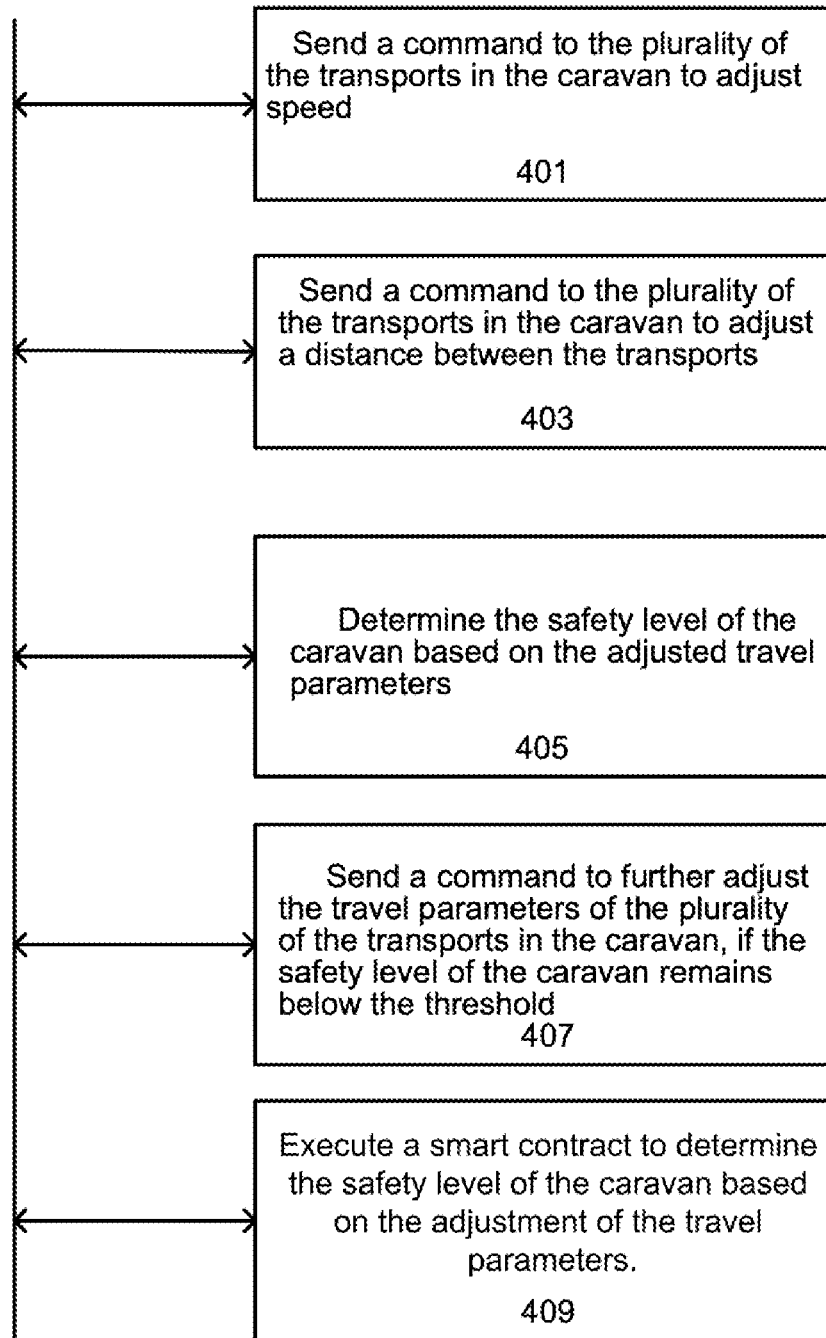 Send a command to the plurality of
the transports in the caravan to adjust
speed
401
Send a command to the plurality of
the transports in the caravan to adjust
a distance between the transports
403
Determine the safety level of the
caravan based on the adjusted travel
parameters
405
Send a command to further adjust
the travel parameters of the plurality
of the transports in the caravan, if the
safety level of the caravan remains
below the threshold
407
Execute a smart contract to determine
the safety level of the caravan based
on the adjustment of the travel
parameters.
409